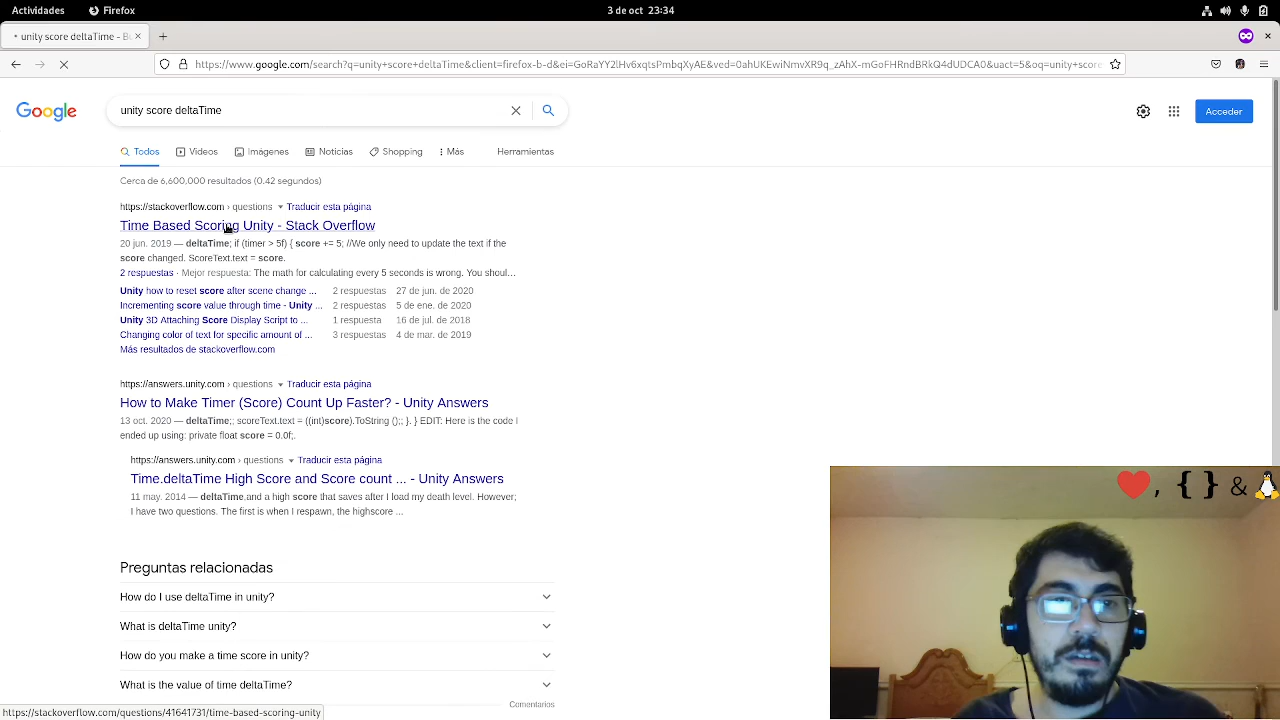 Actividades
Firefox
3 de oct 23:34
unity score deltaTime - B
https://www.google.com/search?q=unity+score+deltaTime&client=firefox-b-d&ei=GoRaYY2lHv6xqtsPmbqXyAE&ved=0ahUKEwiNmvXR9q_zAhX-mGoFHRndBRkQ4dUDCA0&uact=5&oq=unity+score
Google
unity score deltaTime
Acceder
Todos
Videos
Imágenes
Noticias
Shopping
Más
Herramientas
Cerca de 6,600,000 resultados (0.42 segundos)
https://stackoverflow.com › questions
Traducir esta página
Time Based Scoring Unity - Stack Overflow
20 jun. 2019 — deltaTime; if (timer > 5f) { score += 5; //We only need to update the text if the
score changed. ScoreText.text = score.
2 respuestas · Mejor respuesta: The math for calculating every 5 seconds is wrong. You shoul…
Unity how to reset score after scene change ... 2 respuestas 27 de jun. de 2020
Incrementing score value through time - Unity ... 2 respuestas 5 de ene. de 2020
Unity 3D Attaching Score Display Script to ... 1 respuesta 16 de jul. de 2018
Changing color of text for specific amount of ... 3 respuestas 4 de mar. de 2019
Más resultados de stackoverflow.com
https://answers.unity.com › questions
Traducir esta página
How to Make Timer (Score) Count Up Faster? - Unity Answers
13 oct. 2020 — deltaTime;; scoreText.text = ((int)score).ToString ();; }. } EDIT: Here is the code I
ended up using: private float score = 0.0f;.
https://answers.unity.com › questions
Traducir esta página
Time.deltaTime High Score and Score count ... - Unity Answers
11 may. 2014 — deltaTime.and a high score that saves after I load my death level. However;
I have two questions. The first is when I respawn, the highscore ...
Preguntas relacionadas
How do I use deltaTime in unity?
What is deltaTime unity?
How do you make a time score in unity?
What is the value of time deltaTime?
Comentarios
https://stackoverflow.com/questions/41641731/time-based-scoring-unity
, { } &